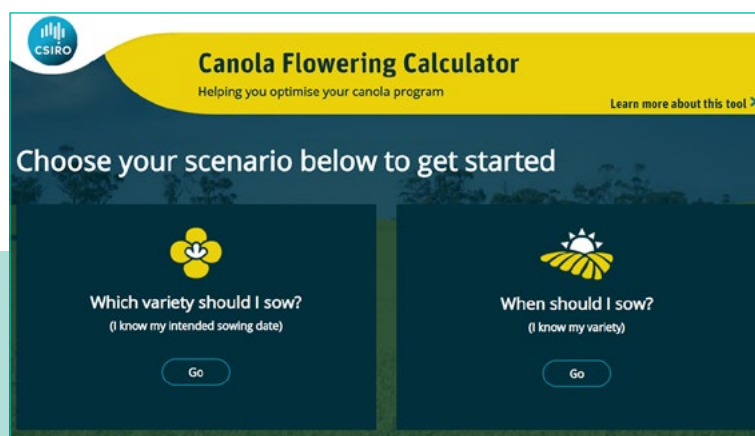 CSIRO
Canola Flowering Calculator
Helping you optimise your canola program
Learn more about this tool
Choose your scenario below to get started
Which variety should I sow?
(I know my intended sowing date)
Go
When should I sow?
(I know my variety)
Go